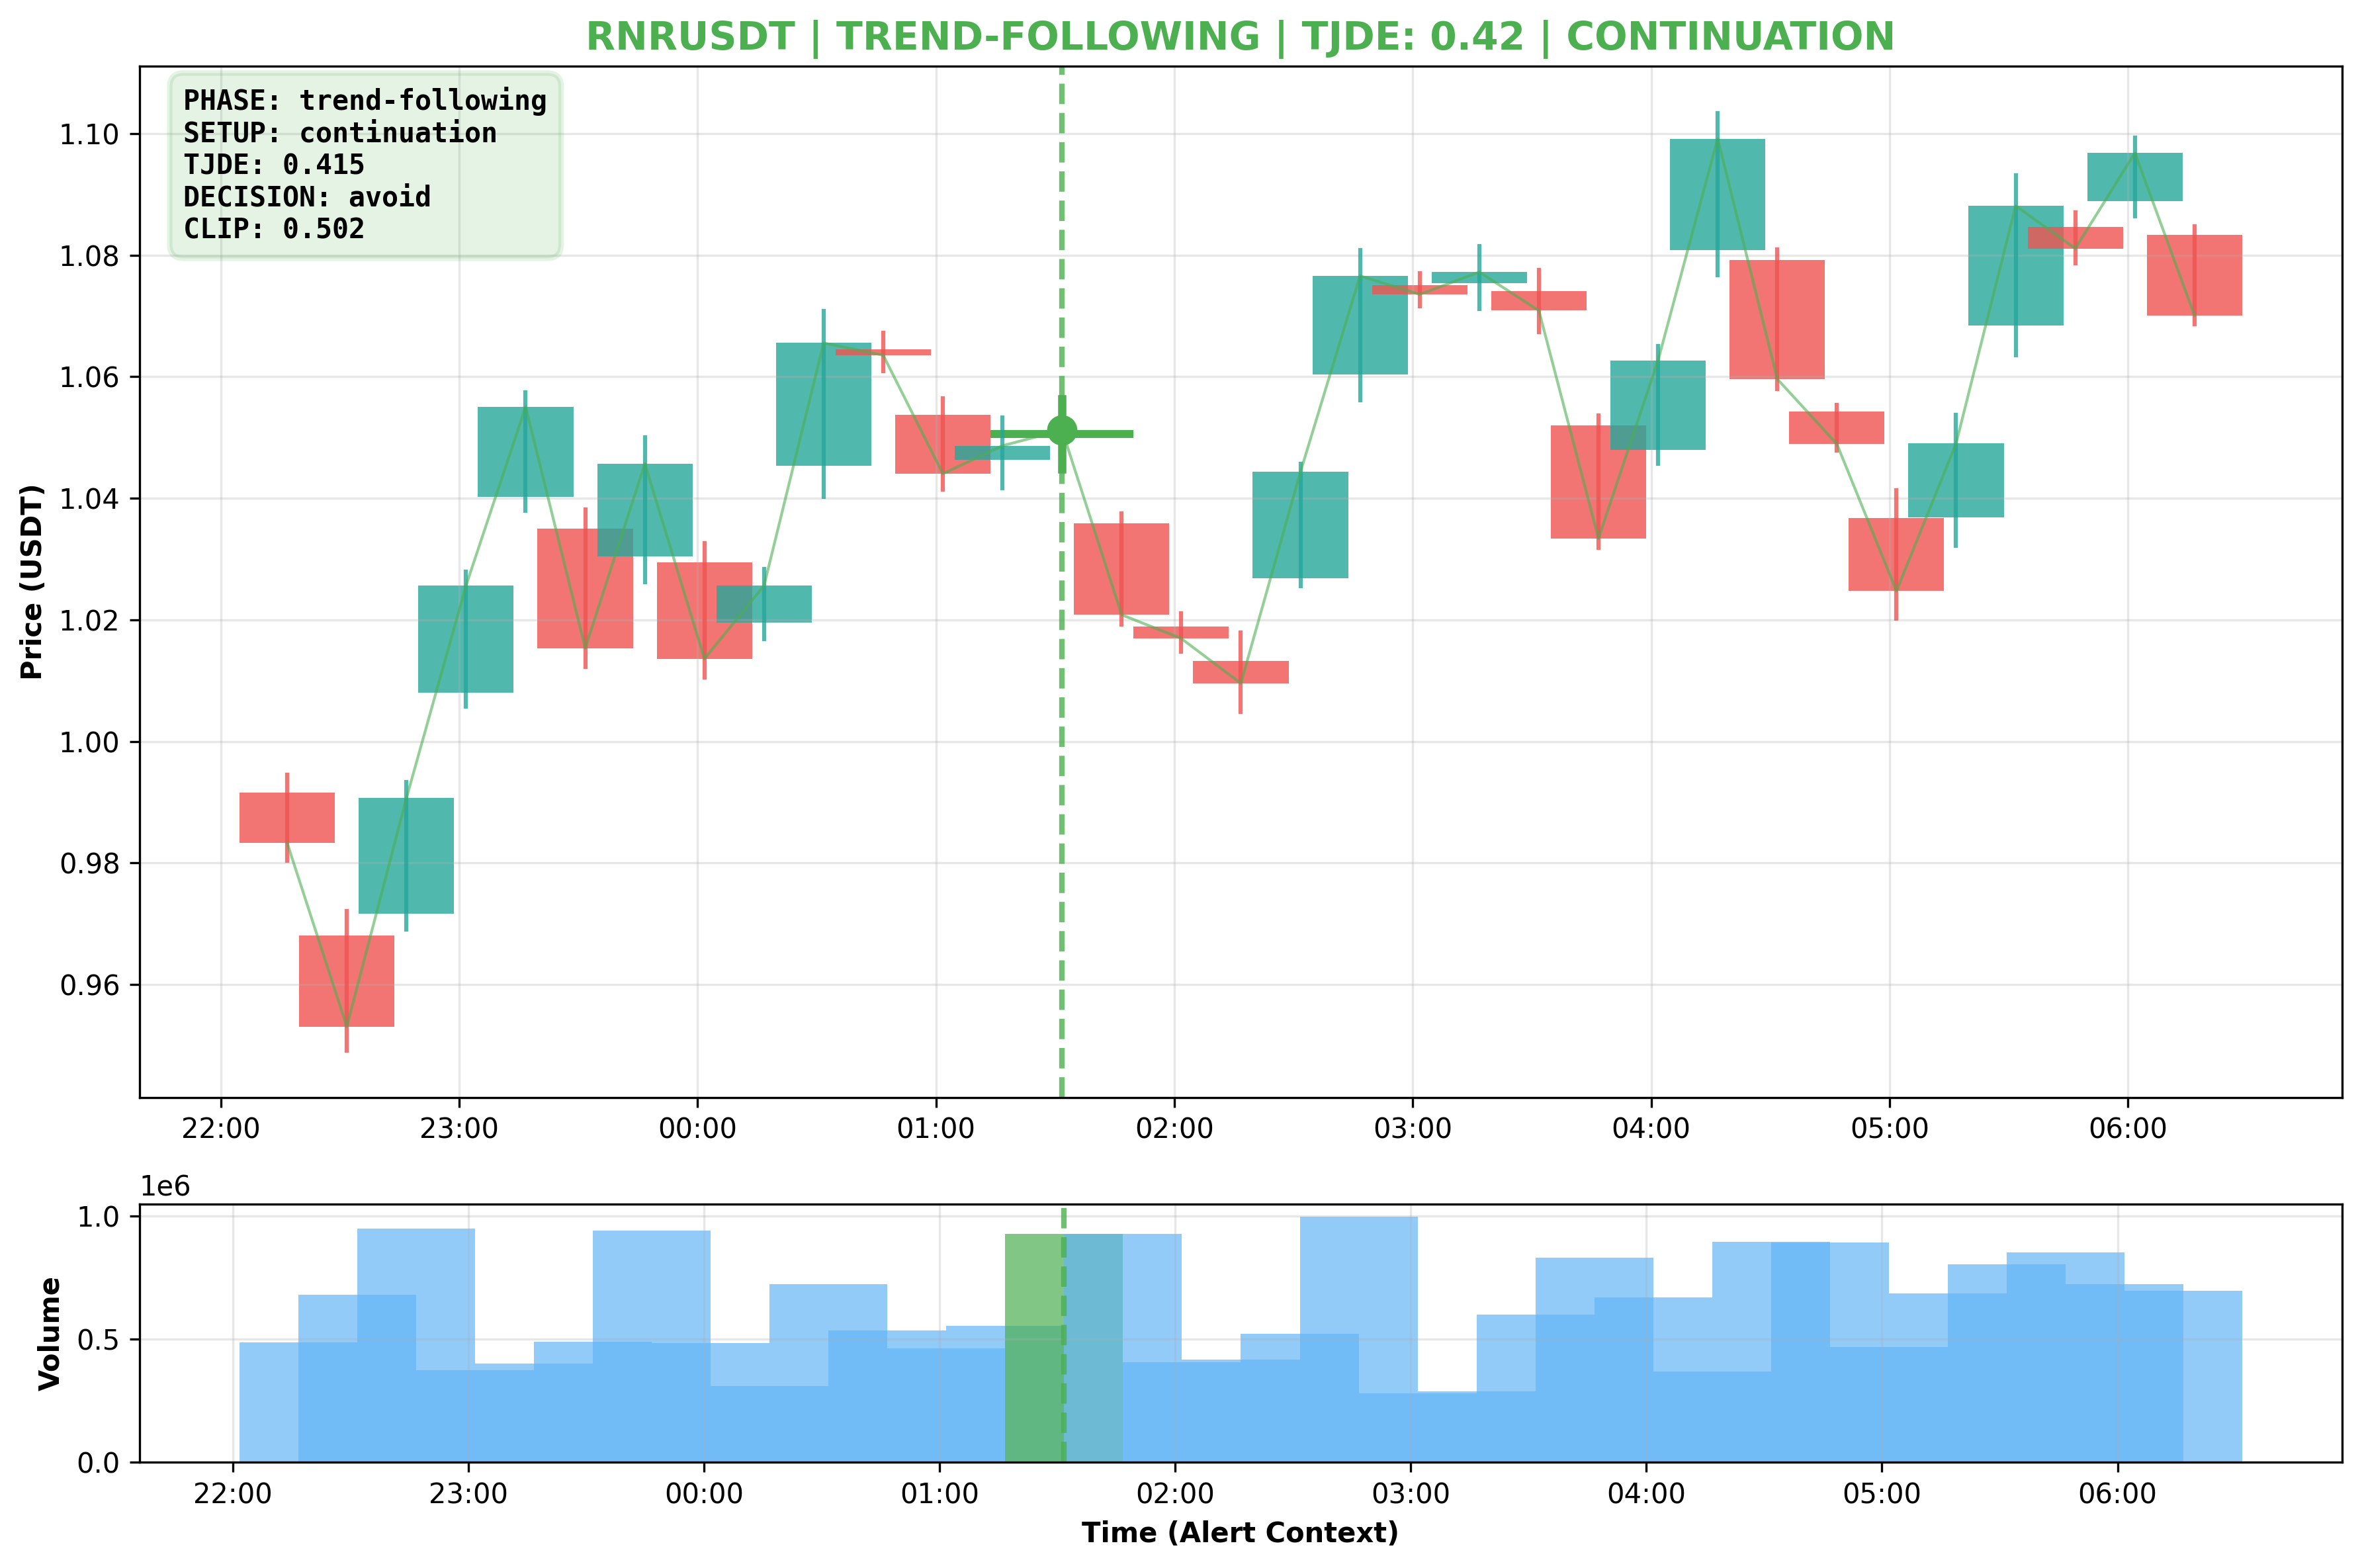 RNRUSDT | TREND-FOLLOWING | TJDE: 0.42 | CONTINUATION
PHASE: trend-following
SETUP: continuation
TJDE: 0.415
DECISION: avoid
CLIP: 0.502
Price (USDT)
1.10
1.08
1.06
1.04
1.02
1.00
0.98
0.96
22:00 23:00 00:00 01:00 02:00 03:00 04:00 05:00 06:00
1e6
Volume
1.0
0.5
0.0
22:00 23:00 00:00 01:00 02:00 03:00 04:00 05:00 06:00
Time (Alert Context)